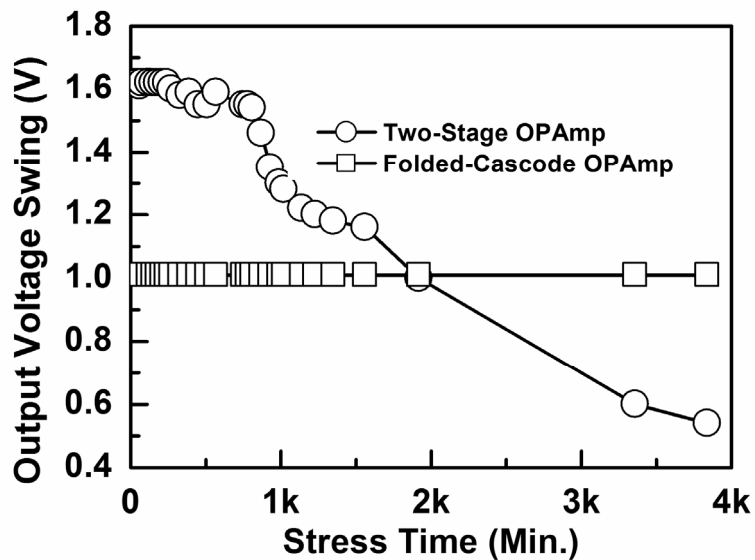 1.8
1.6
1.4
1.2
1.0
0.8
0.6
0.4
Output Voltage Swing (V)
Two-Stage OPAmp
Folded-Cascode OPAmp
0 1k 2k 3k 4k
Stress Time (Min.)